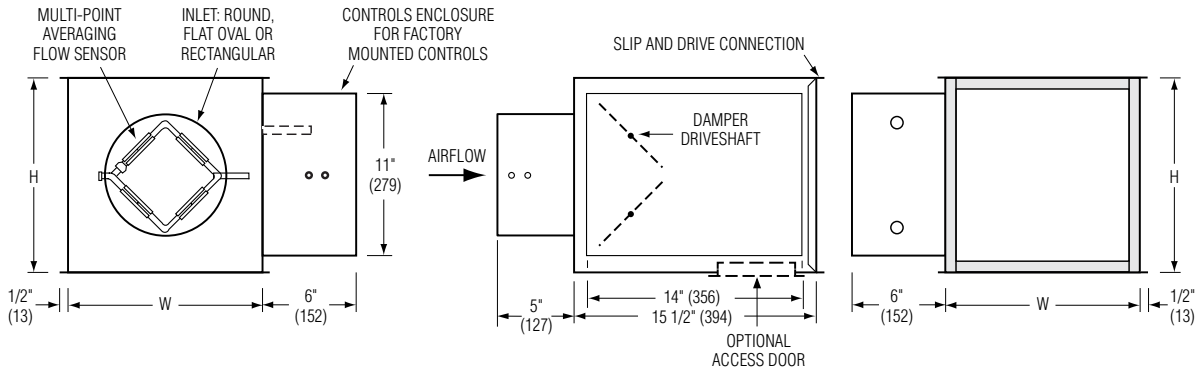 MULTI-POINT
AVERAGING
FLOW SENSOR
INLET: ROUND,
FLAT OVAL OR
RECTANGULAR
CONTROLS ENCLOSURE
FOR FACTORY
MOUNTED CONTROLS
H
11"
(279)
1/2"
(13)
W
6"
(152)
SLIP AND DRIVE CONNECTION
DAMPER
DRIVESHAFT
AIRFLOW
5"
(127)
14" (356)
15 1/2" (394)
OPTIONAL
ACCESS DOOR
H
6"
(152)
W
1/2"
(13)